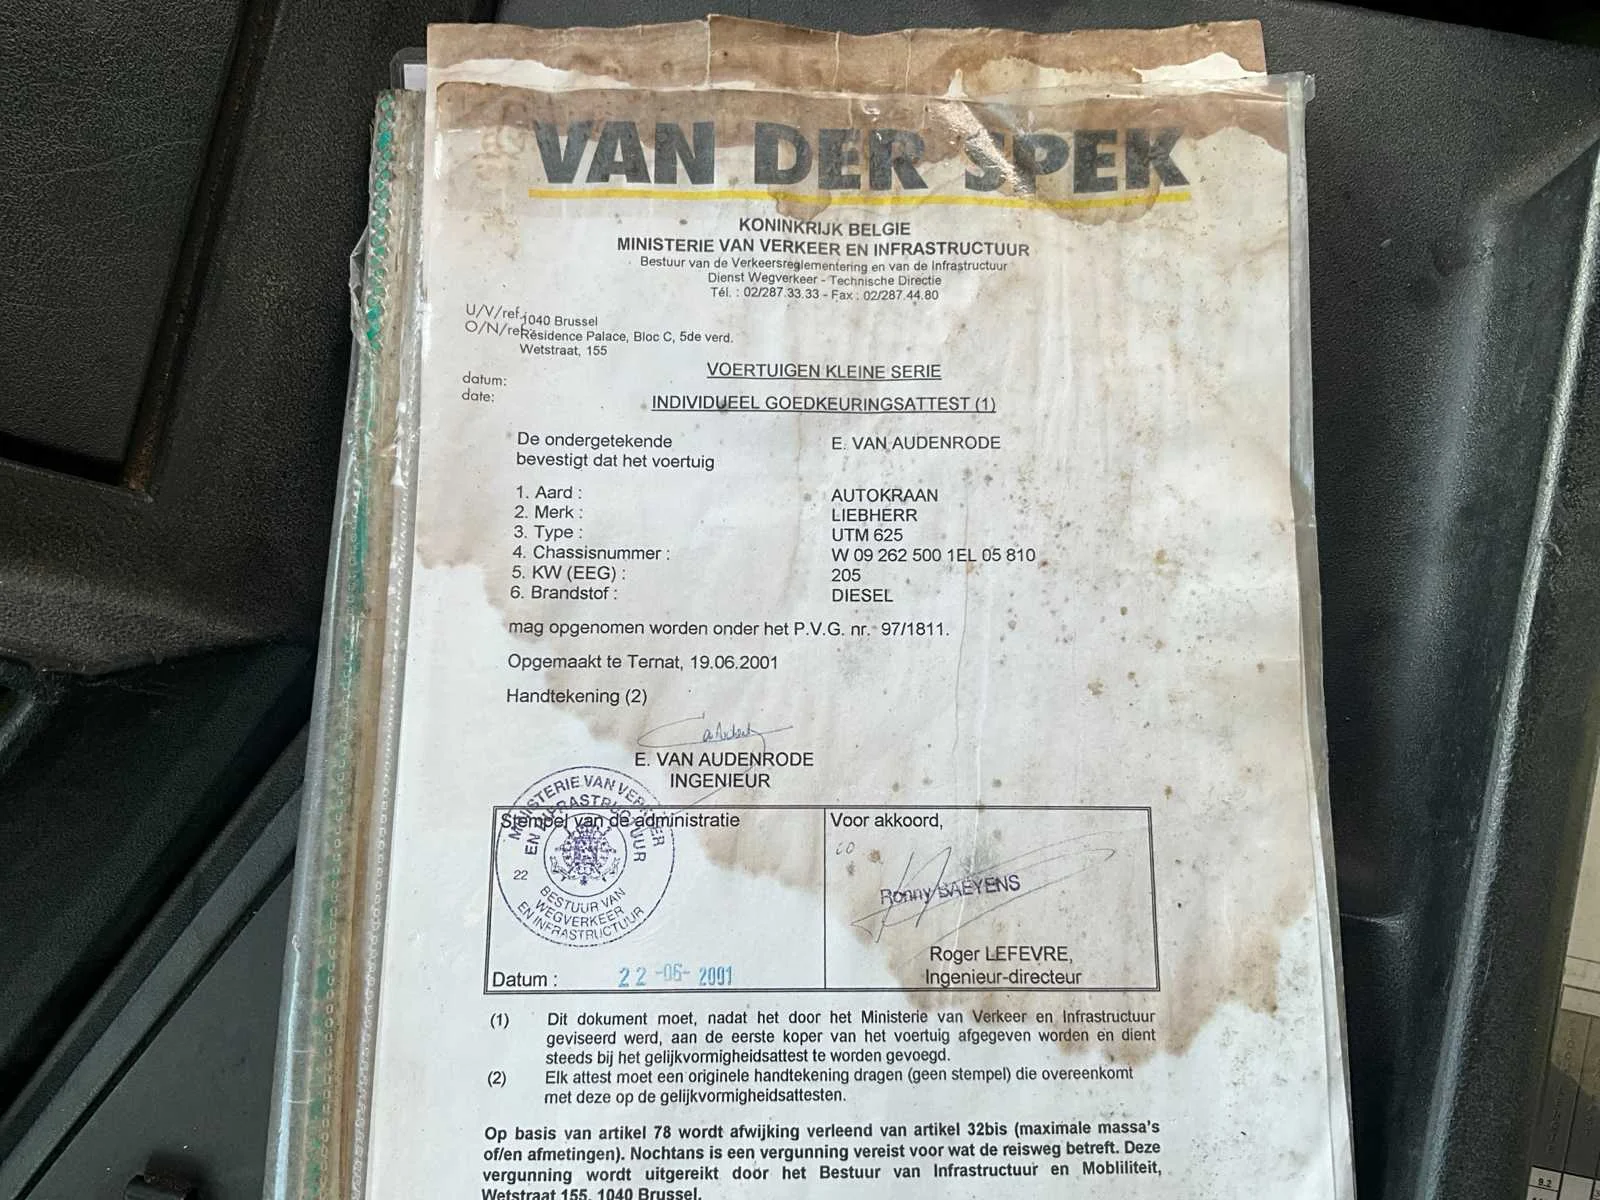 VAN DER SPEK
KONINKRIJK BELGIE
MINISTERIE VAN VERKEER EN INFRASTRUCTUUR
Bestuur van de Verkeersreglementering en van de Infrastructuur
Dienst Wegverkeer - Technische Directie
Tél. : 02/287.33.33 - Fax : 02/287.44.80
U/V/ref.
1040 Brussel
O/N/ref.
Résidence Palace, Bloc C, 5de verd.
Wetstraat, 155
VOERTUIGEN KLEINE SERIE
datum:
date:
INDIVIDUEEL GOEDKEURINGSATTEST (1)
De ondergetekende E. VAN AUDENRODE
bevestigt dat het voertuig
1. Aard : AUTOKRAAN
2. Merk : LIEBHERR
3. Type : UTM 625
4. Chassisnummer : W 09 262 500 1EL 05 810
5. KW (EEG) : 205
6. Brandstof : DIESEL
mag opgenomen worden onder het P.V.G. nr. 97/1811.
Opgemaakt te Ternat, 19.06.2001
Handtekening (2)
E. VAN AUDENRODE
INGENIEUR
MINISTERIE VAN VERKEER
EN INFRASTRUCTUUR
22
BESTUUR VAN
WEGVERKEER
EN INFRASTRUCTUUR
Stempel van de administratie
Datum : 22-06-2001
Voor akkoord,
Ronny BAEYENS
Roger LEFEVRE,
Ingenieur-directeur
(1) Dit dokument moet, nadat het door het Ministerie van Verkeer en Infrastructuur
geviseerd werd, aan de eerste koper van het voertuig afgegeven worden en dient
steeds bij het gelijkvormigheidsattest te worden gevoegd.
(2) Elk attest moet een originele handtekening dragen (geen stempel) die overeenkomt
met deze op de gelijkvormigheidsattesten.
Op basis van artikel 78 wordt afwijking verleend van artikel 32bis (maximale massa's
of/en afmetingen). Nochtans is een vergunning vereist voor wat de reisweg betreft. Deze
vergunning wordt uitgereikt door het Bestuur van Infrastructuur en Mobliliteit,
Wetstraat 155, 1040 Brussel.
9.2